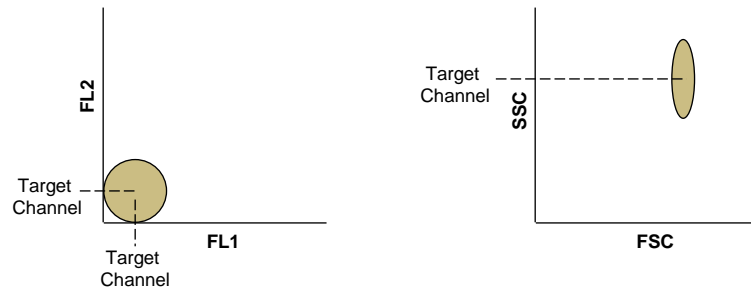 FL2
Target
Channel
FL1
Target
Channel
Target
Channel
SSC
FSC